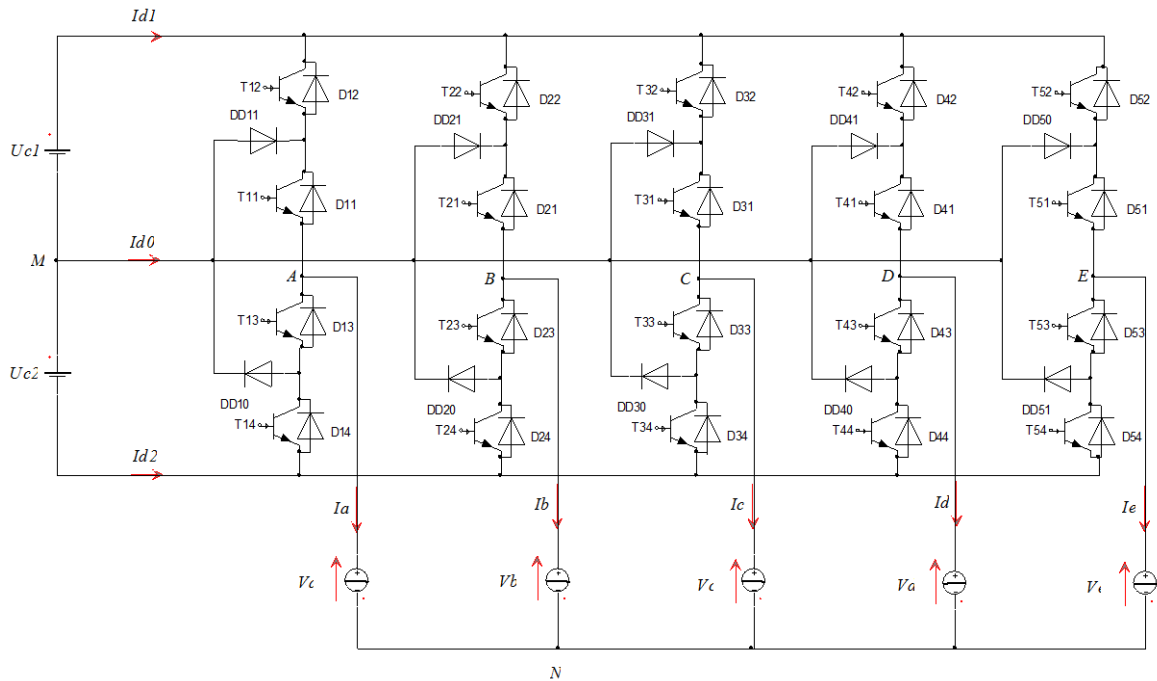 Id1
T12 D12 T22 D22 T32 D32 T42 D42 T52 D52
DD11 DD21 DD31 DD41 DD50
Uc1
T11 D11 T21 D21 T31 D31 T41 D41 T51 D51
Id0
M A B C D E
T13 D13 T23 D23 T33 D33 T43 D43 T53 D53
Uc2
DD10 DD20 DD30 DD40 DD51
T14 D14 T24 D24 T34 D34 T44 D44 T54 D54
Id2
Ia Ib Ic Id Ie
Vb Va
N